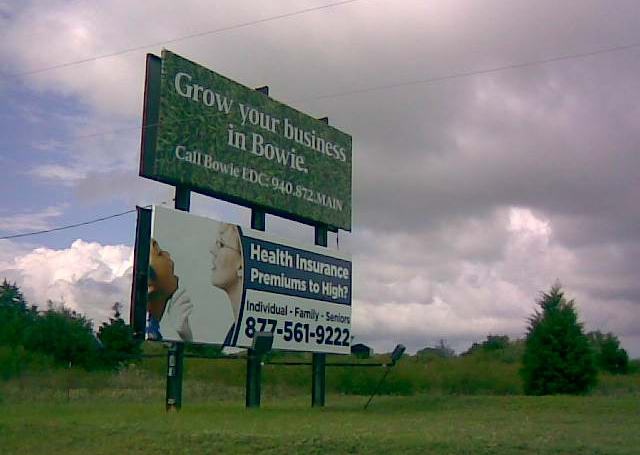 Grow your business
in Bowie.
Call Bowie EDC: 940.872.MAIN
Health Insurance
Premiums to High?
Individual - Family - Seniors
877-561-9222